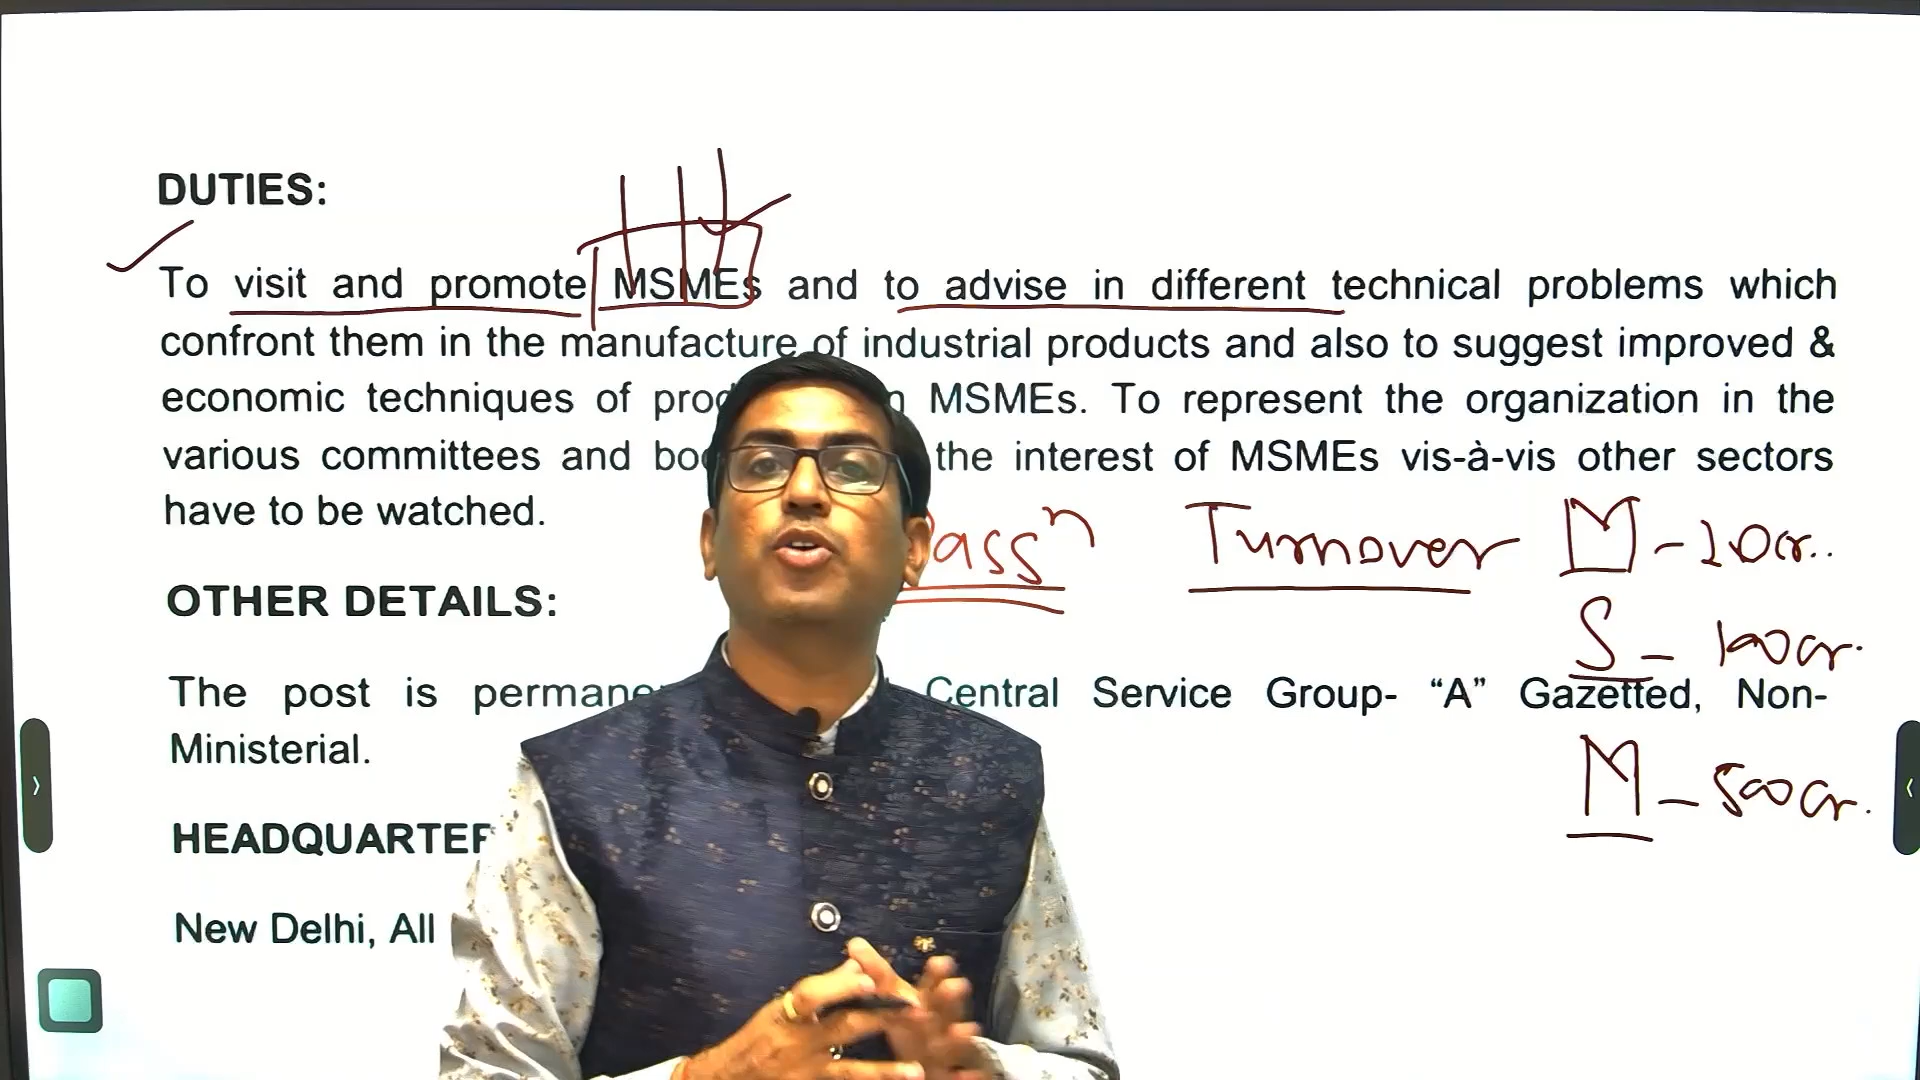 DUTIES:
To visit and promote MSMEs and to advise in different technical problems which
confront them in the manufacture of industrial products and also to suggest improved &
economic techniques of MSMEs. To represent the organization in the
various committees and the interest of MSMEs vis-à-vis other sectors
have to be watched.
Turnover M - 10cr..
OTHER DETAILS:
S - 100cr.
The post is Central Service Group- “A” Gazetted, Non-
Ministerial.
M - 500cr.
New Delhi, All